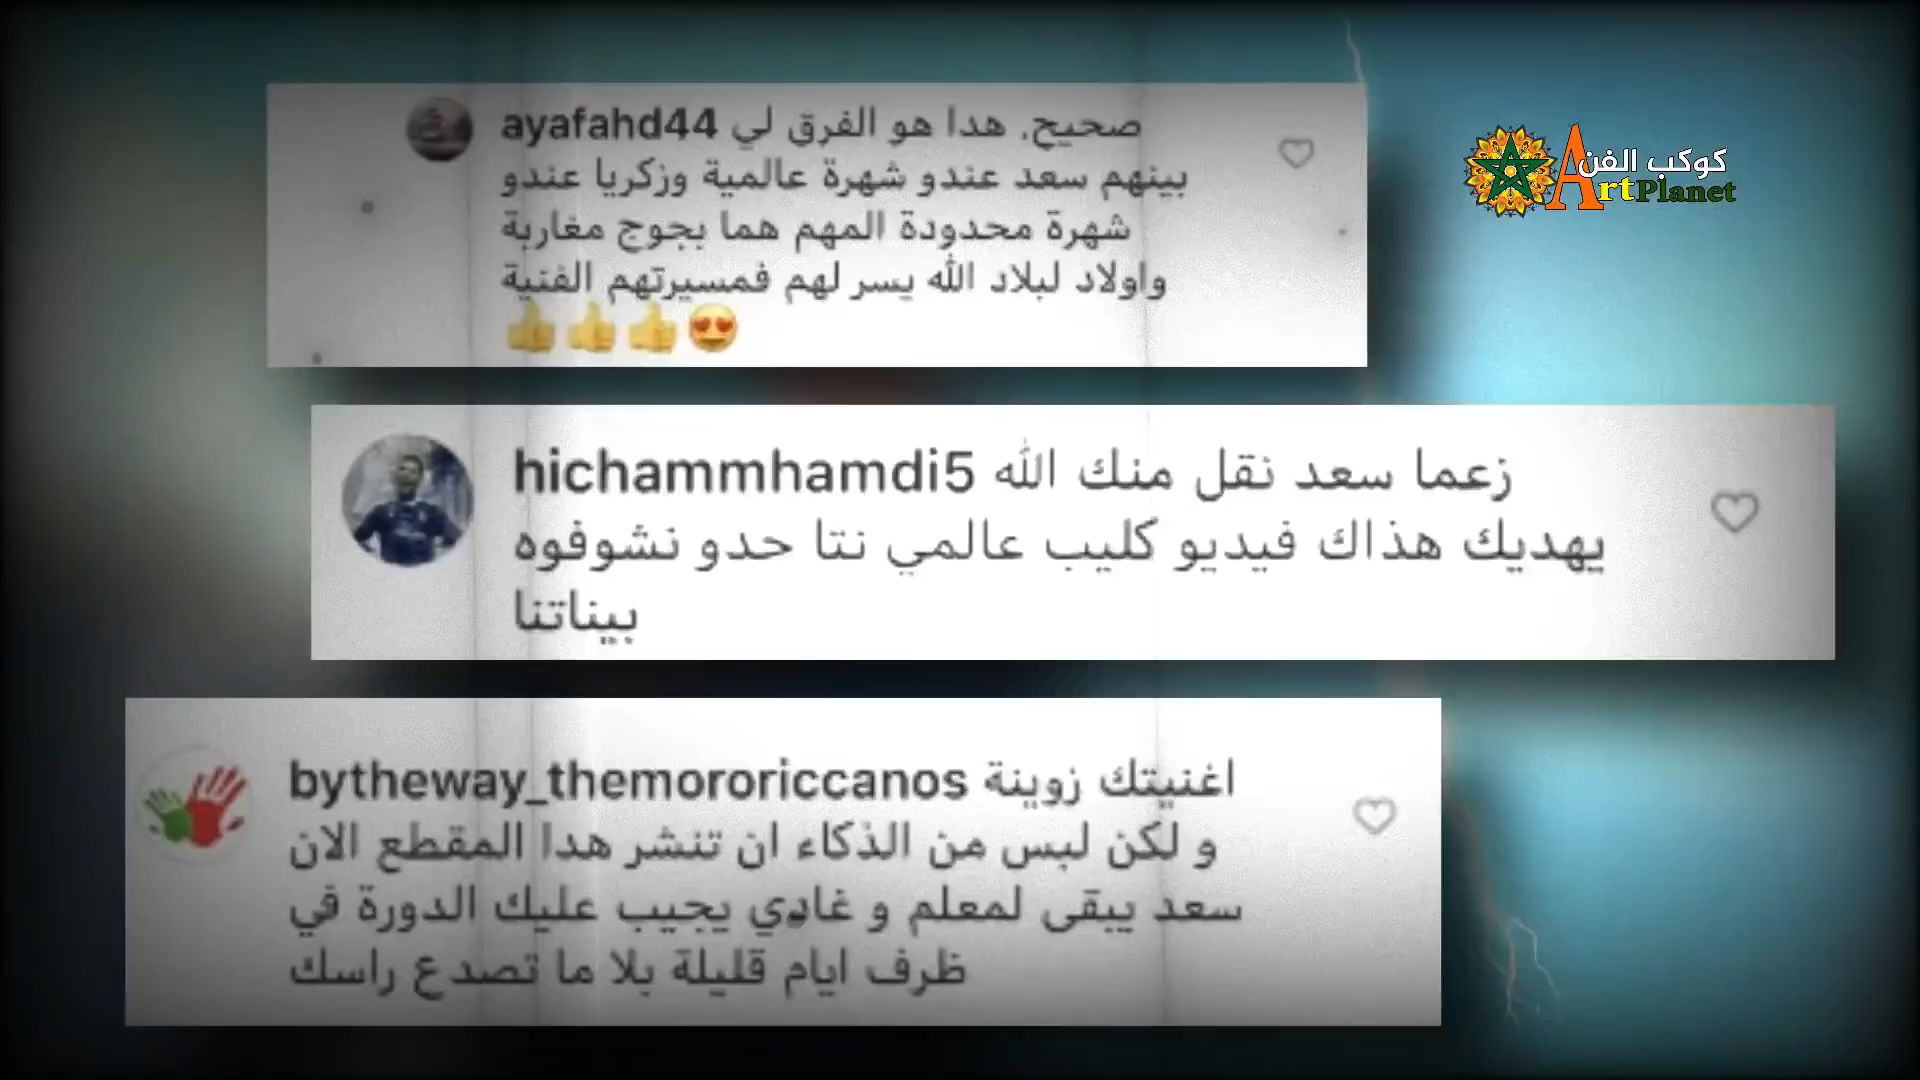 كوكب الفن
ArtPlanet
ayafahd44 صحيح. هدا هو الفرق لي
بينهم سعد عندو شهرة عالمية وزكريا عندو
شهرة محدودة المهم هما بجوج مغاربة
واولاد لبلاد الله يسر لهم فمسيرتهم الفنية
👍👍👍😍
hichammhamdi5 زعما سعد نقل منك الله
يهديك هذاك فيديو كليب عالمي نتا حدو نشوفوه
بيناتنا
bytheway_themororiccanos اغنيتك زوينة
و لكن ليس من الذكاء ان تنشر هدا المقطع الان
سعد يبقى لمعلم و غادي يجيب عليك الدورة في
ظرف ايام قليلة بلا ما تصدع راسك